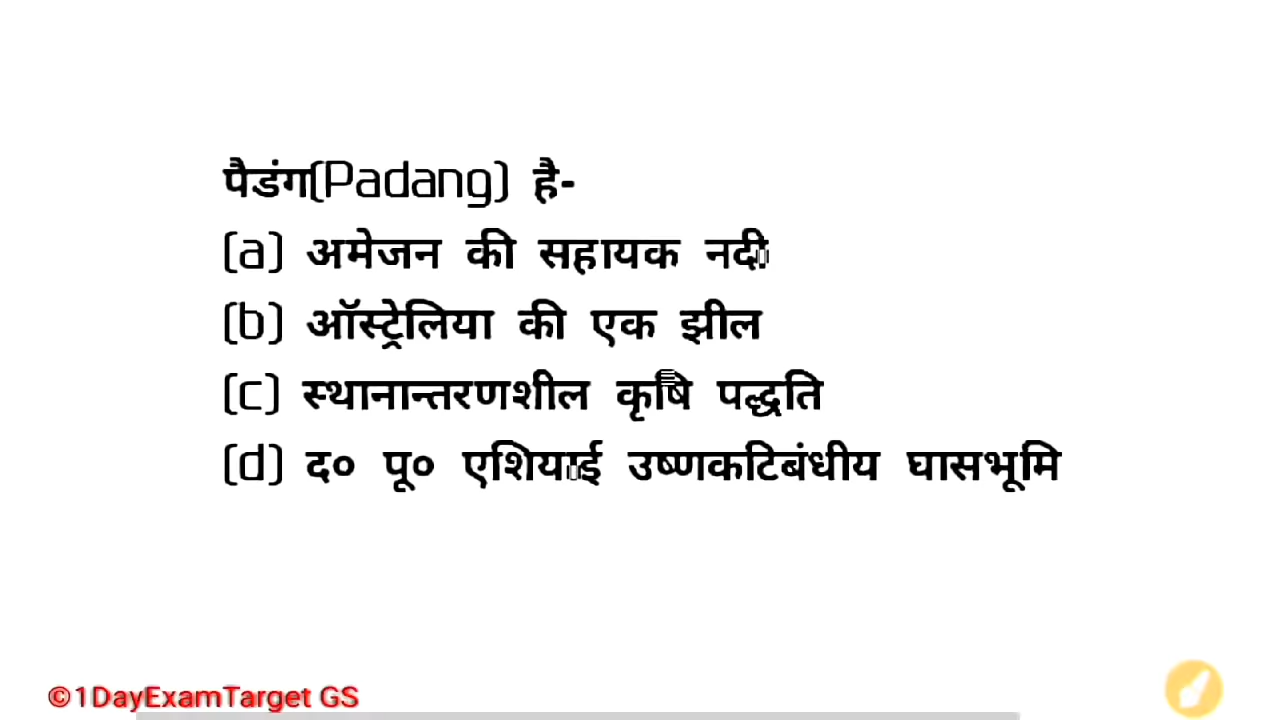 पैडंग(Padang) है-
(a) अमेजन की सहायक नदी
(b) ऑस्ट्रेलिया की एक झील
(c) स्थानान्तरणशील कृषि पद्धति
(d) द० पू० एशियाई उष्णकटिबंधीय घासभूमि
©1DayExamTarget GS